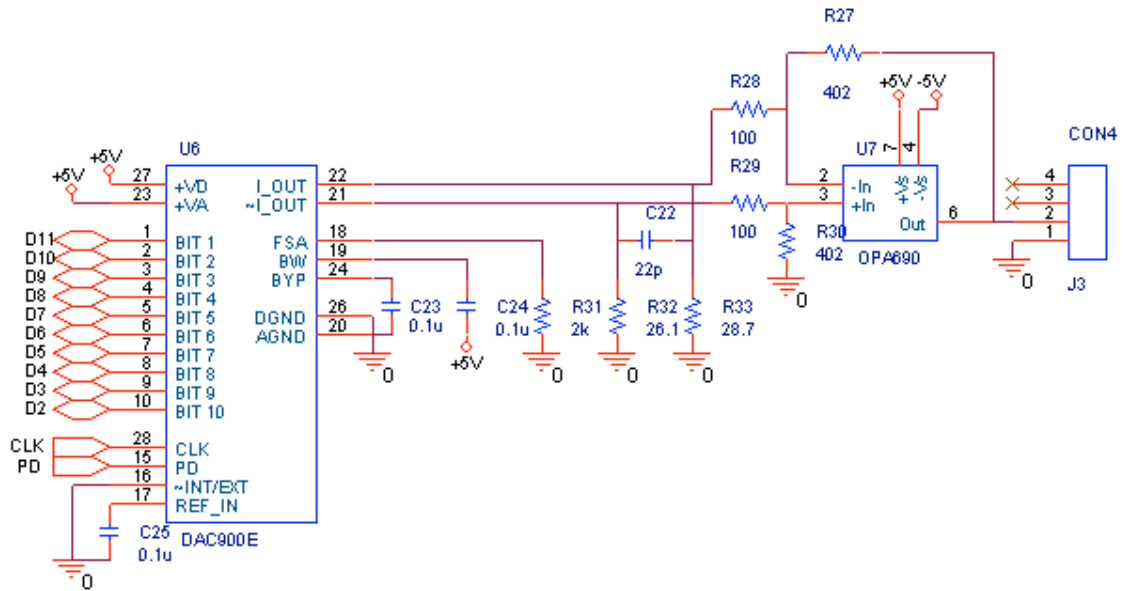 R27
402
+5V -5V
R28
100
R29
100
U7
7
4
CON4
U6
+5V
+5V
27
23
+VD
+VA
I_OUT
~I_OUT
22
21
2
3
-In
+In
+VS
-VS
Out
6
OPA690
4
3
2
1
J3
0
R30
402
0
C22
22p
D11
D10
D9
D8
D7
D6
D5
D4
D3
D2
1
2
3
4
5
6
7
8
9
10
BIT 1
BIT 2
BIT 3
BIT 4
BIT 5
BIT 6
BIT 7
BIT 8
BIT 9
BIT 10
FSA
BW
BYP
DGND
AGND
18
19
24
26
20
C23
0.1u
C24
0.1u
R31
2k
R32
26.1
R33
28.7
0
+5V
0
0
0
CLK
PD
28
15
16
17
CLK
PD
~INT/EXT
REF_IN
C25
0.1u
DAC900E
0